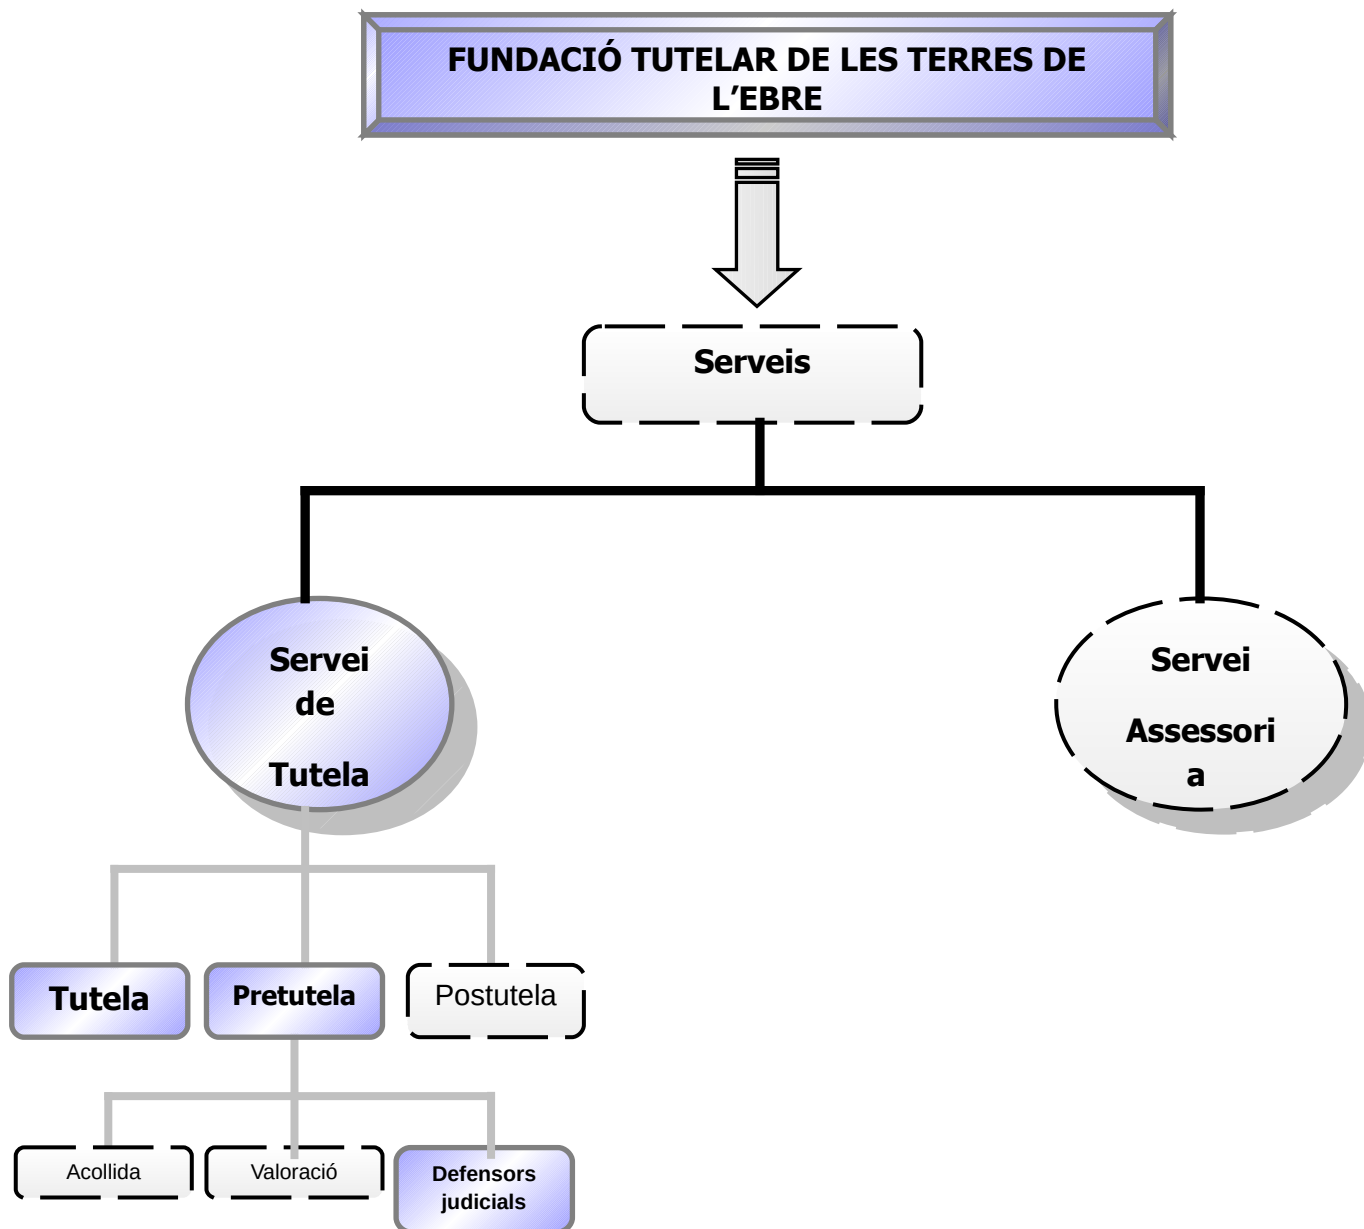 FUNDACIÓ TUTELAR DE LES TERRES DE
L’EBRE
Serveis
Servei
de
Tutela
Servei
Assessori
a
Tutela
Pretutela
Postutela
Acollida
Valoració
Defensors
judicials